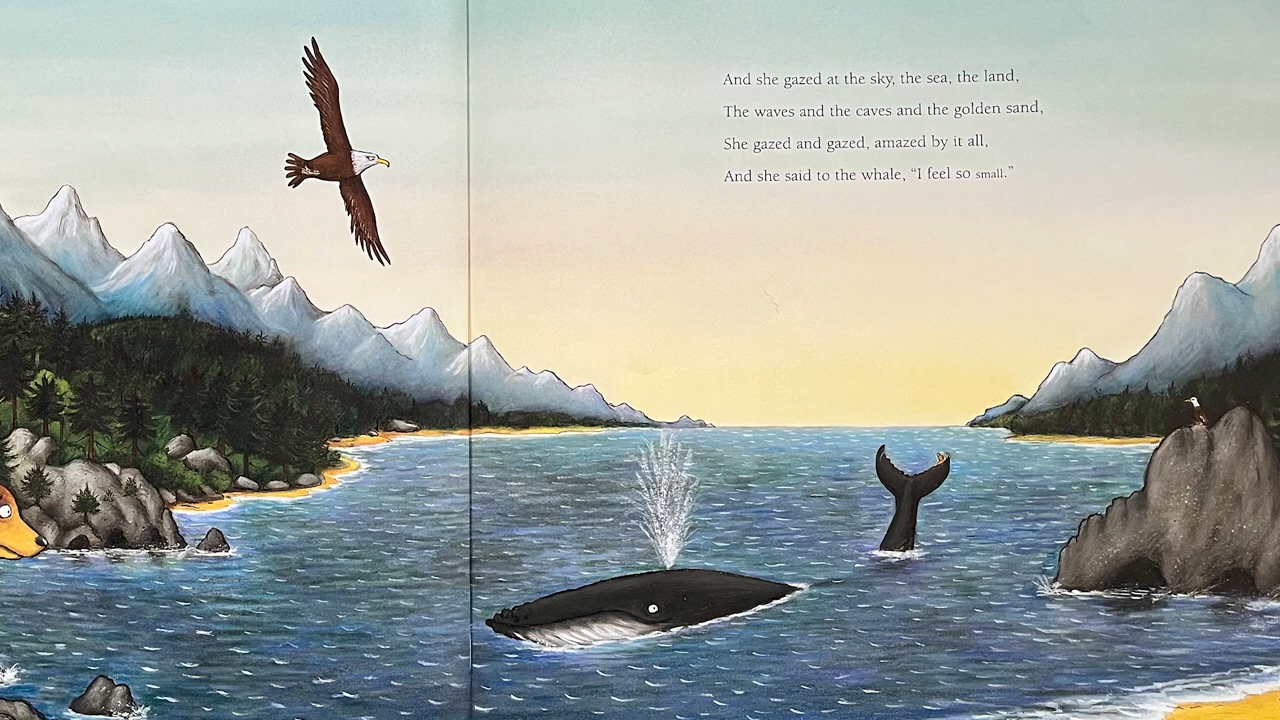 And she gazed at the sky, the sea, the land,
The waves and the caves and the golden sand,
She gazed and gazed, amazed by it all,
And she said to the whale, “I feel so small.”